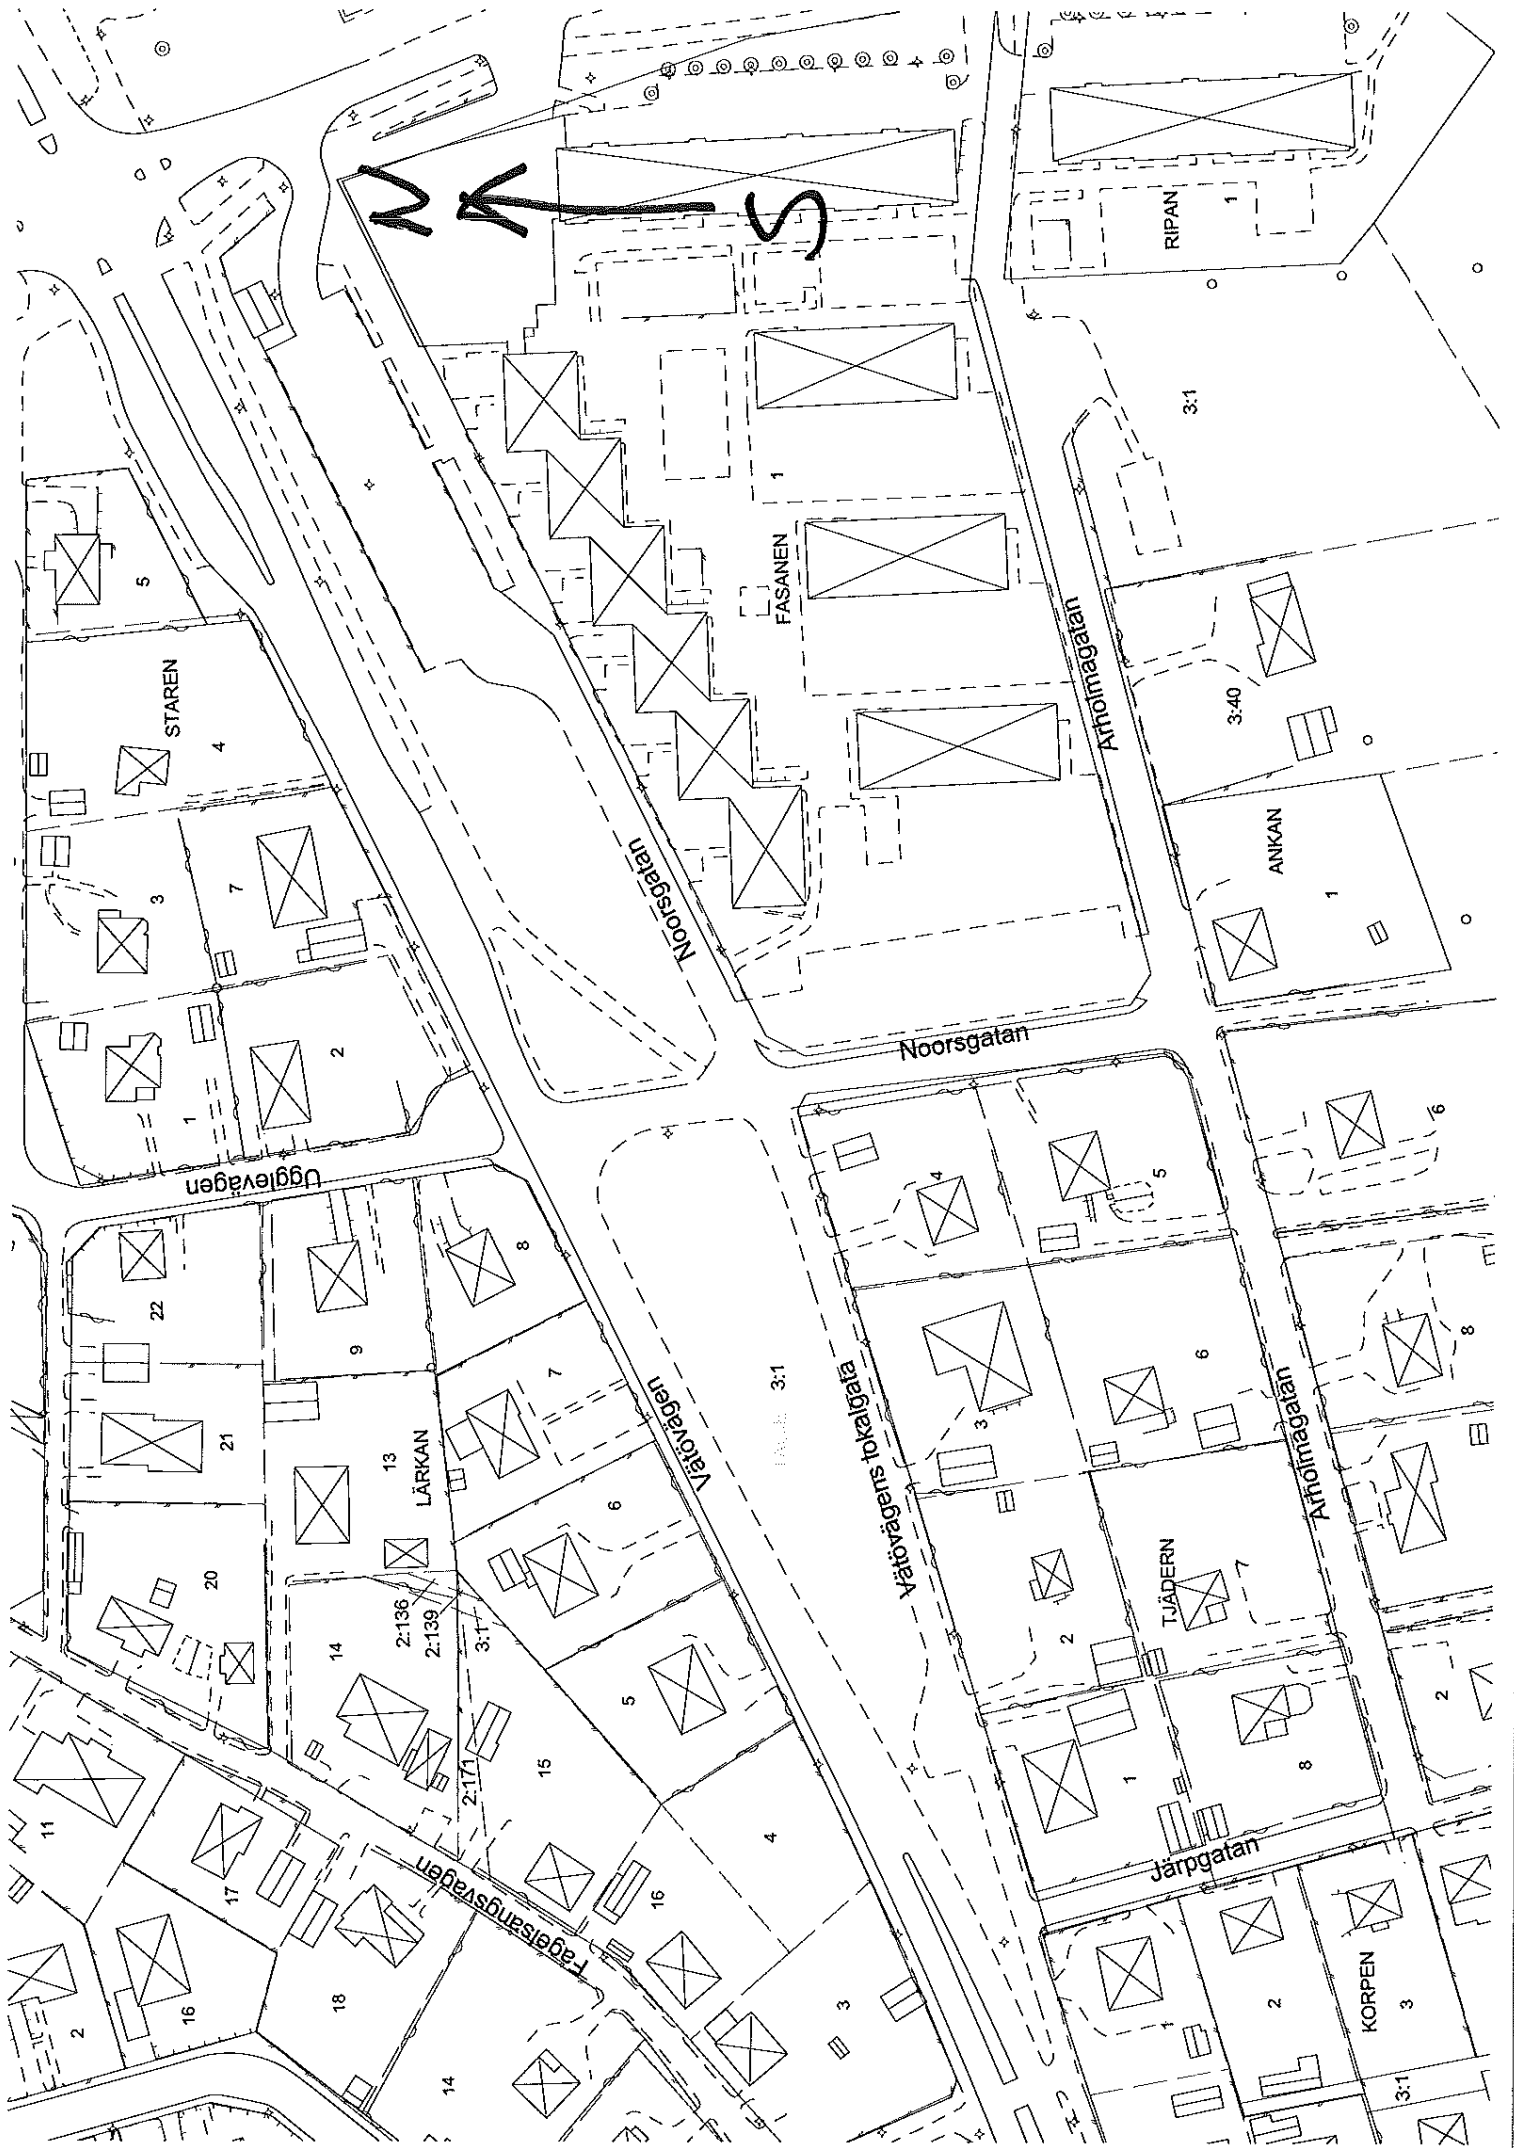 N
S
RIPAN
1
3:1
5
STAREN
4
3
7
1
FASANEN
Arholmagatan
3:40
ANKAN
1
Noorsgatan
2
1
Noorsgatan
Ugglevägen
4
5
6
22
9
8
7
21
13
LÄRKAN
Vätövägen
3:1
Vätövägens lokalgata
3
6
8
Arholmagatan
20
14
2:136
2:139
3:1
6
5
2
TJÄDERN
7
2
11
17
2:171
15
4
1
8
Järpgatan
Fågelsångsvägen
16
2
16
18
14
3
1
2
KORPEN
3
3:1